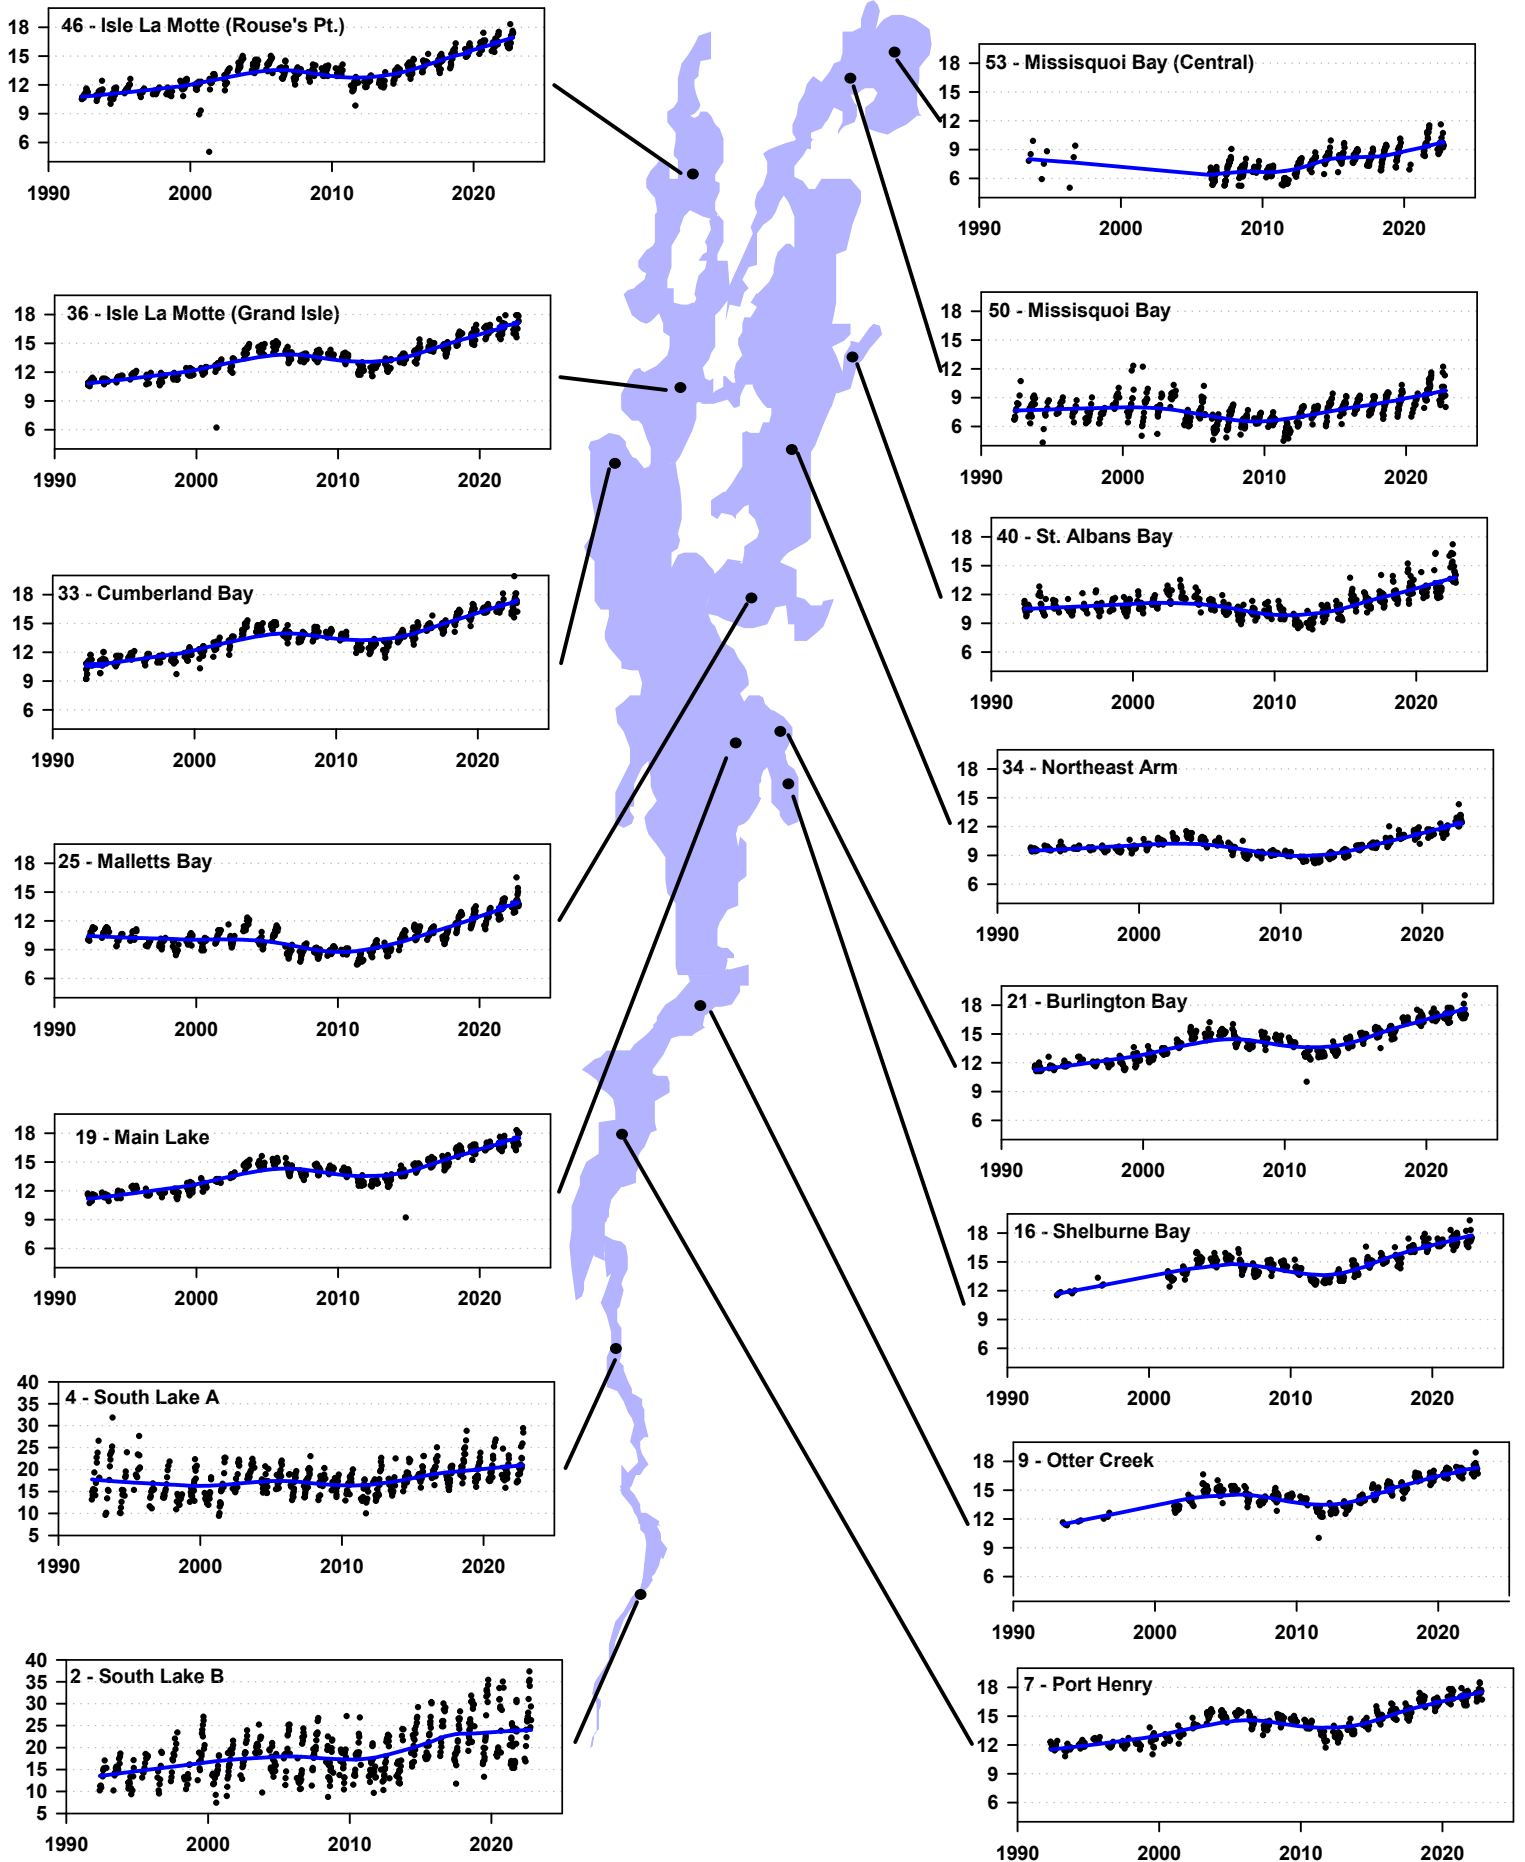 46 - Isle La Motte (Rouse's Pt.)
18
15
12
9
6
1990 2000 2010 2020
53 - Missisquoi Bay (Central)
18
15
12
9
6
1990 2000 2010 2020
36 - Isle La Motte (Grand Isle)
18
15
12
9
6
1990 2000 2010 2020
50 - Missisquoi Bay
18
15
12
9
6
1990 2000 2010 2020
33 - Cumberland Bay
18
15
12
9
6
1990 2000 2010 2020
40 - St. Albans Bay
18
15
12
9
6
1990 2000 2010 2020
25 - Malletts Bay
18
15
12
9
6
1990 2000 2010 2020
34 - Northeast Arm
18
15
12
9
6
1990 2000 2010 2020
19 - Main Lake
18
15
12
9
6
1990 2000 2010 2020
21 - Burlington Bay
18
15
12
9
6
1990 2000 2010 2020
16 - Shelburne Bay
18
15
12
9
6
1990 2000 2010 2020
4 - South Lake A
40
35
30
25
20
15
10
5
1990 2000 2010 2020
9 - Otter Creek
18
15
12
9
6
1990 2000 2010 2020
2 - South Lake B
40
35
30
25
20
15
10
5
1990 2000 2010 2020
7 - Port Henry
18
15
12
9
6
1990 2000 2010 2020